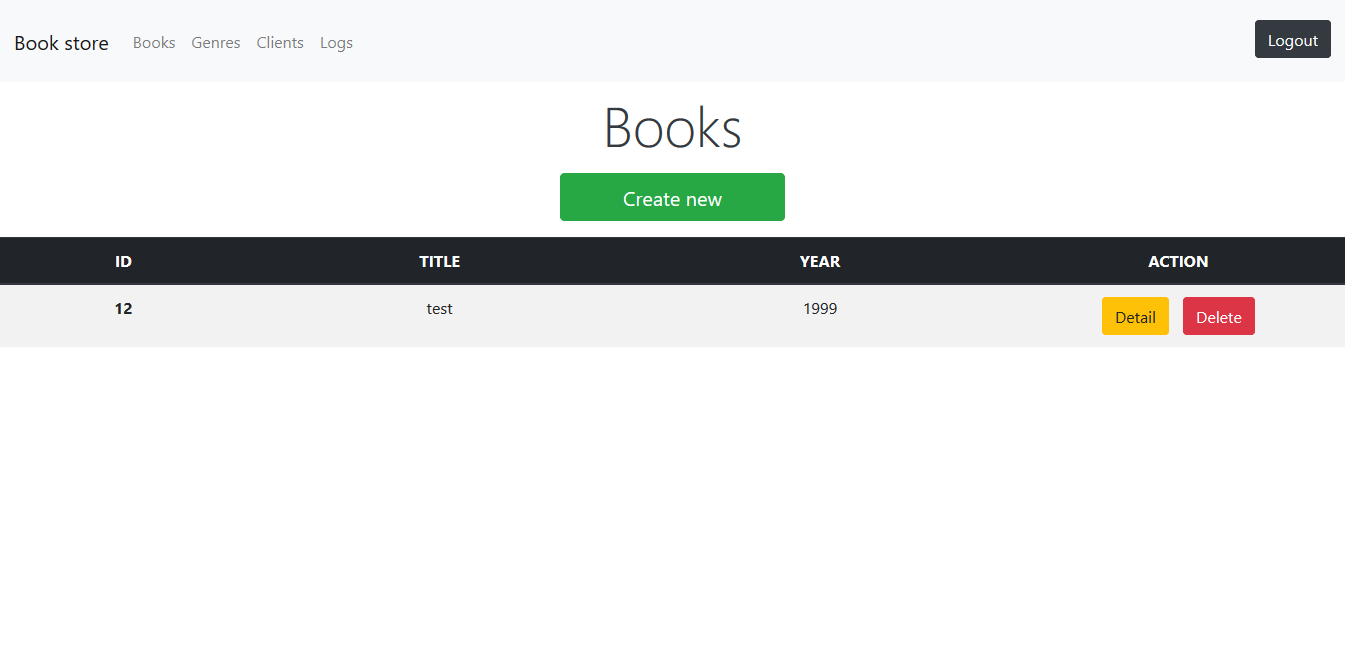 Book store Books Genres Clients Logs Logout
Books
Create new
ID TITLE YEAR ACTION
12 test 1999 Detail Delete